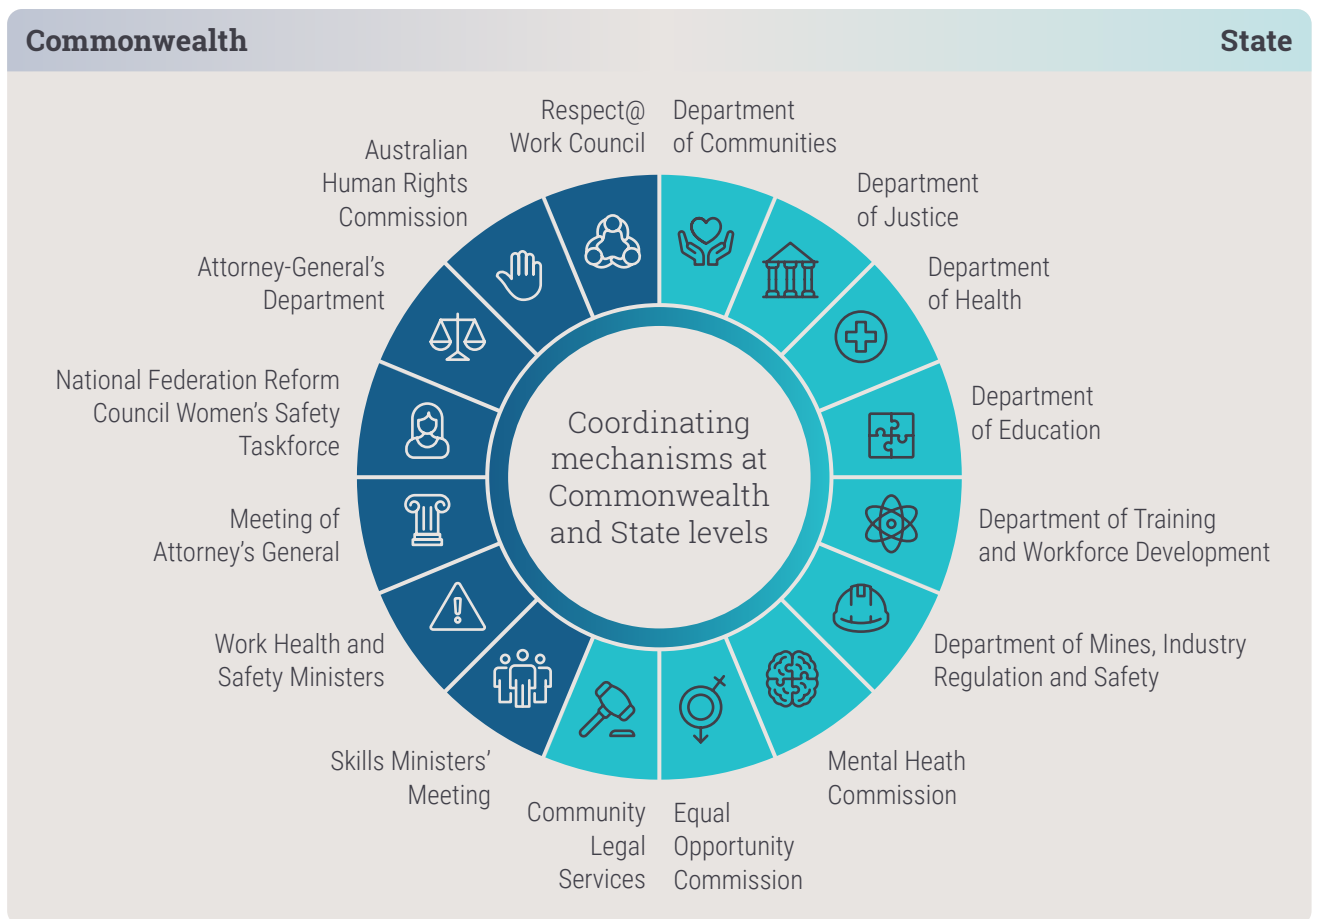 Commonwealth
State
Respect@
Work Council
Department
of Communities
Australian
Human Rights
Commission
Department
of Justice
Attorney-General’s
Department
Department
of Health
National Federation Reform
Council Women’s Safety
Taskforce
Department
of Education
Coordinating
mechanisms at
Commonwealth
and State levels
Meeting of
Attorney’s General
Department of Training
and Workforce Development
Work Health and
Safety Ministers
Department of Mines, Industry
Regulation and Safety
Skills Ministers’
Meeting
Mental Heath
Commission
Community
Legal
Services
Equal
Opportunity
Commission